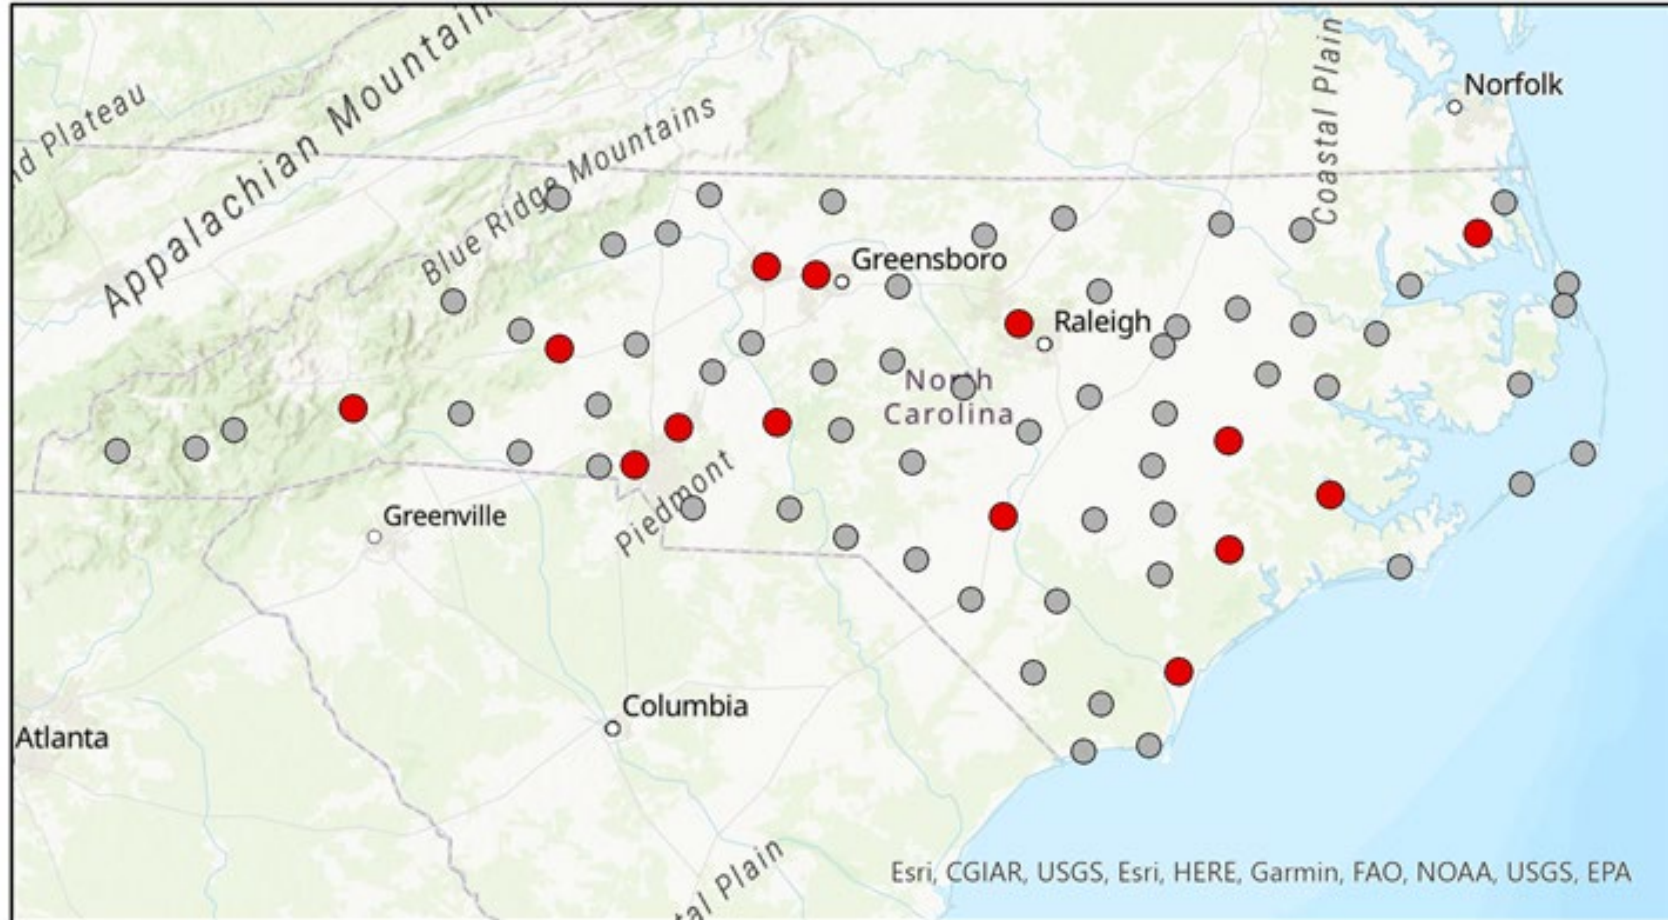 Appalachian Mountain
nd Plateau
Blue Ridge Mountains
Coastal Plain
Norfolk
Greensboro
Raleigh
North
Carolina
Piedmont
Greenville
Columbia
Atlanta
tal Plain
Esri, CGIAR, USGS, Esri, HERE, Garmin, FAO, NOAA, USGS, EPA